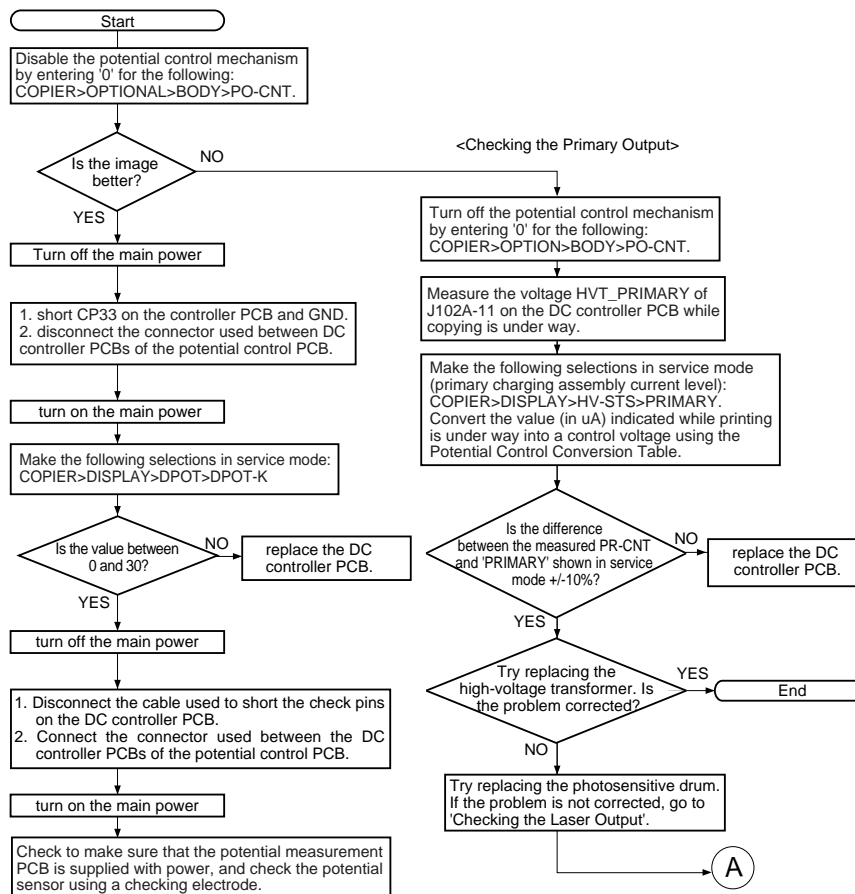 Start
Disable the potential control mechanism
by entering '0' for the following:
COPIER>OPTIONAL>BODY>PO-CNT.
Is the image
better?
NO
YES
Turn off the main power
1. short CP33 on the controller PCB and GND.
2. disconnect the connector used between DC
controller PCBs of the potential control PCB.
turn on the main power
Make the following selections in service mode:
COPIER>DISPLAY>DPOT>DPOT-K
Is the value between
0 and 30?
NO
replace the DC
controller PCB.
YES
turn off the main power
1. Disconnect the cable used to short the check pins
on the DC controller PCB.
2. Connect the connector used between the DC
controller PCBs of the potential control PCB.
turn on the main power
Check to make sure that the potential measurement
PCB is supplied with power, and check the potential
sensor using a checking electrode.
<Checking the Primary Output>
Turn off the potential control mechanism
by entering '0' for the following:
COPIER>OPTION>BODY>PO-CNT.
Measure the voltage HVT_PRIMARY of
J102A-11 on the DC controller PCB while
copying is under way.
Make the following selections in service mode
(primary charging assembly current level):
COPIER>DISPLAY>HV-STS>PRIMARY.
Convert the value (in uA) indicated while printing
is under way into a control voltage using the
Potential Control Conversion Table.
Is the difference
between the measured PR-CNT
and 'PRIMARY' shown in service
mode +/-10%?
NO
replace the DC
controller PCB.
YES
Try replacing the
high-voltage transformer. Is
the problem corrected?
YES
End
NO
Try replacing the photosensitive drum.
If the problem is not corrected, go to
'Checking the Laser Output'.
A